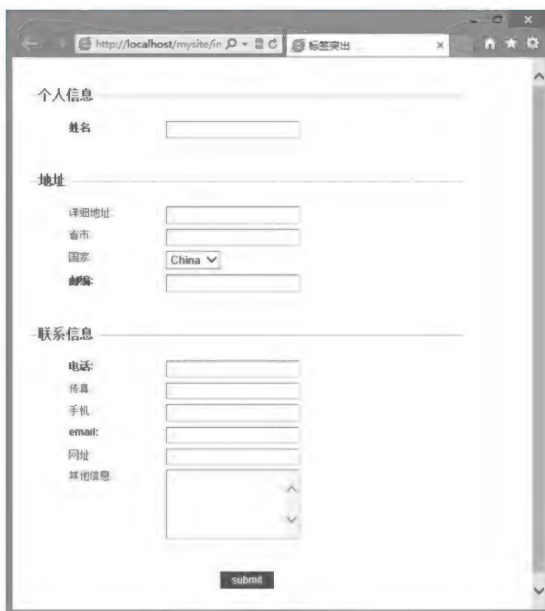 http://localhost/mysite/in
标签突出
个人信息
姓名
地址
详细地址
省市
国家
China
邮编:
联系信息
电话:
传真
手机
email:
网址
其他信息
submit